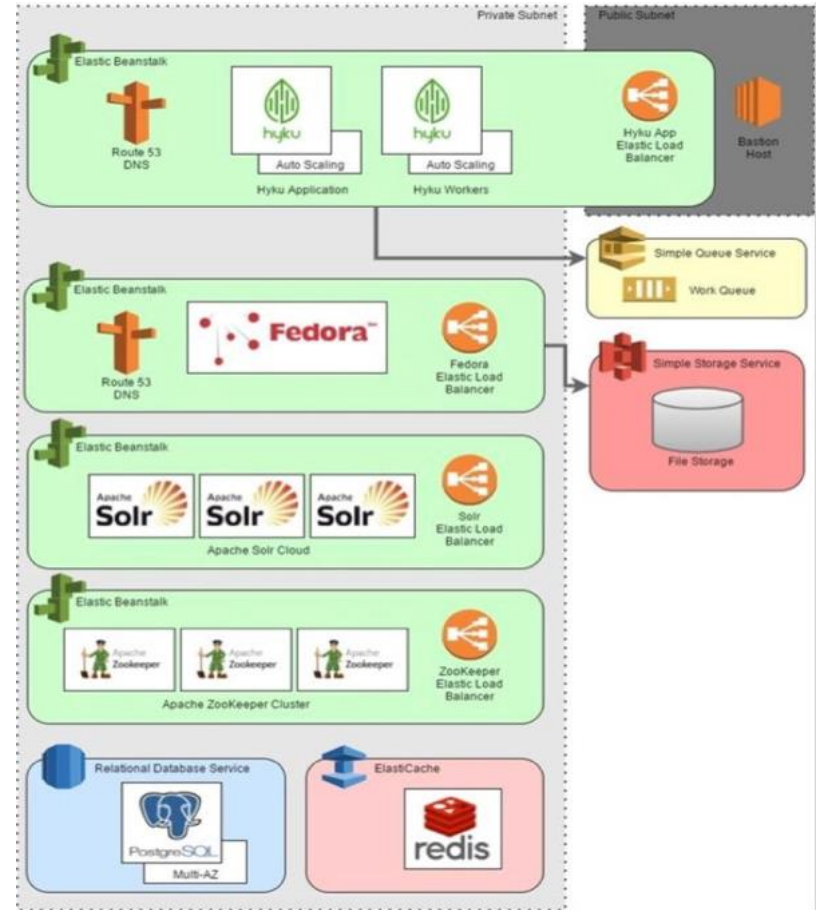 Private Subnet
Public Subnet
Elastic Beanstalk
Route 53
DNS
hyku
Auto Scaling
Hyku Application
hyku
Auto Scaling
Hyku Workers
Hyku App
Elastic Load
Balancer
Bastion
Host
Simple Queue Service
Work Queue
Elastic Beanstalk
Route 53
DNS
Fedora
Fedora
Elastic Load
Balancer
Simple Storage Service
File Storage
Elastic Beanstalk
Apache
Solr
Apache
Solr
Apache
Solr
Apache Solr Cloud
Solr
Elastic Load
Balancer
Elastic Beanstalk
Apache
Zookeeper
Apache
Zookeeper
Apache
Zookeeper
Apache ZooKeeper Cluster
ZooKeeper
Elastic Load
Balancer
Relational Database Service
PostgreSQL
Multi-AZ
ElastiCache
redis